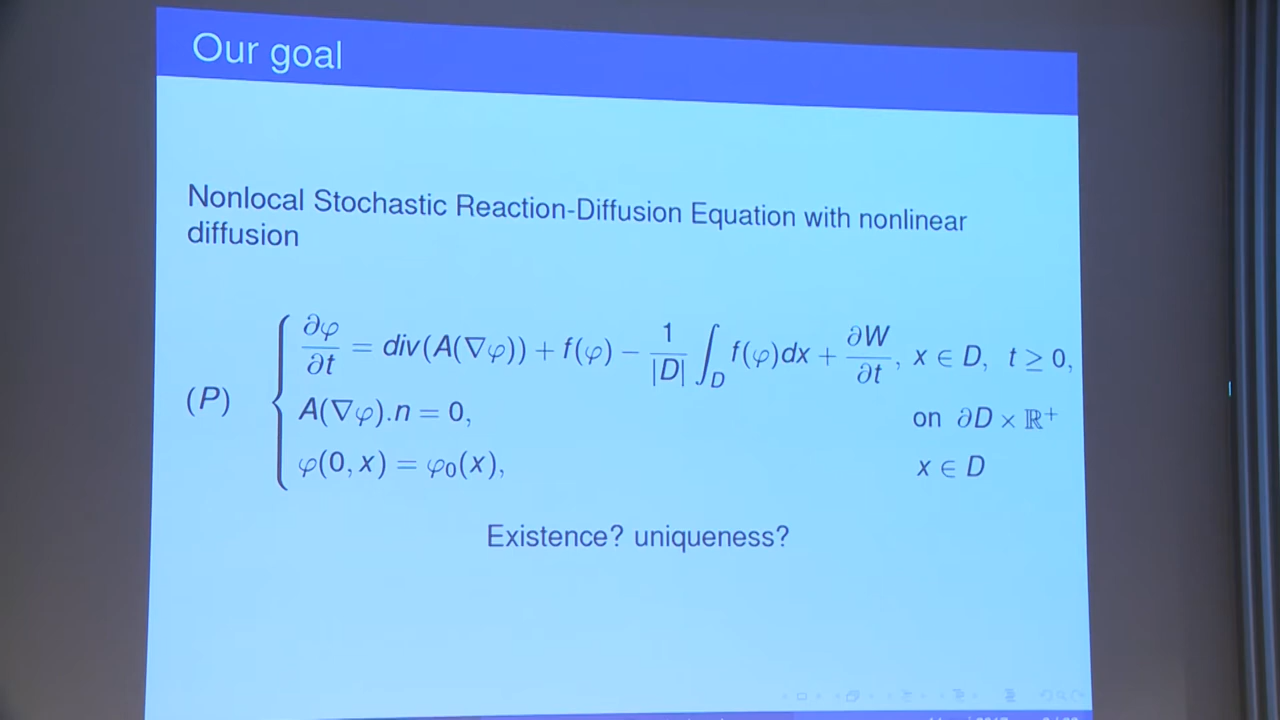 Our goal
Nonlocal Stochastic Reaction-Diffusion Equation with nonlinear
diffusion
(P) { ∂φ/∂t = div(A(∇φ)) + f(φ) − 1/|D| ∫_D f(φ)dx + ∂W/∂t, x ∈ D, t ≥ 0,
A(∇φ).n = 0, on ∂D × ℝ⁺
φ(0, x) = φ₀(x), x ∈ D
Existence? uniqueness?